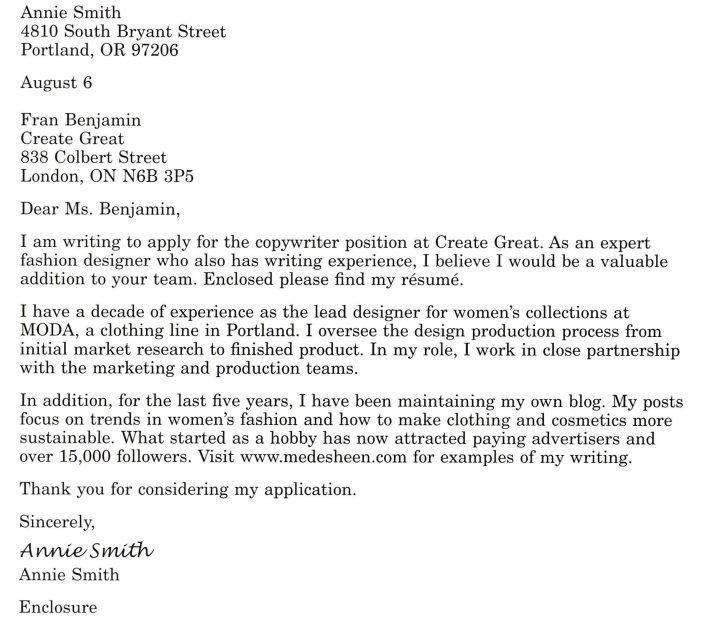 Annie Smith
4810 South Bryant Street
Portland, OR 97206
August 6
Fran Benjamin
Create Great
838 Colbert Street
London, ON N6B 3P5
Dear Ms. Benjamin,
I am writing to apply for the copywriter position at Create Great. As an expert
fashion designer who also has writing experience, I believe I would be a valuable
addition to your team. Enclosed please find my résumé.
I have a decade of experience as the lead designer for women's collections at
MODA, a clothing line in Portland. I oversee the design production process from
initial market research to finished product. In my role, I work in close partnership
with the marketing and production teams.
In addition, for the last five years, I have been maintaining my own blog. My posts
focus on trends in women's fashion and how to make clothing and cosmetics more
sustainable. What started as a hobby has now attracted paying advertisers and
over 15,000 followers. Visit www.medesheen.com for examples of my writing.
Thank you for considering my application.
Sincerely,
Annie Smith
Annie Smith
Enclosure